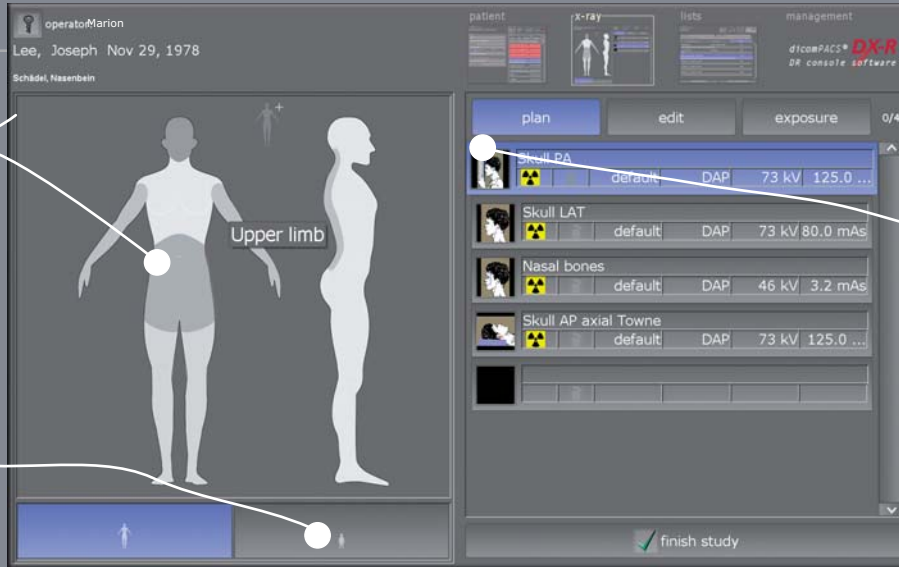 operatorMarion
Lee, Joseph Nov 29, 1978
Schädel, Nasenbein
patient
x-ray
lists
management
dicomPACS® DX-R
DR console software
plan
edit
exposure
0/4
Upper limb
Skull PA
default DAP 73 kV 125.0 ...
Skull LAT
default DAP 73 kV 80.0 mAs
Nasal bones
default DAP 46 kV 3.2 mAs
Skull AP axial Towne
default DAP 73 kV 125.0 ...
finish study